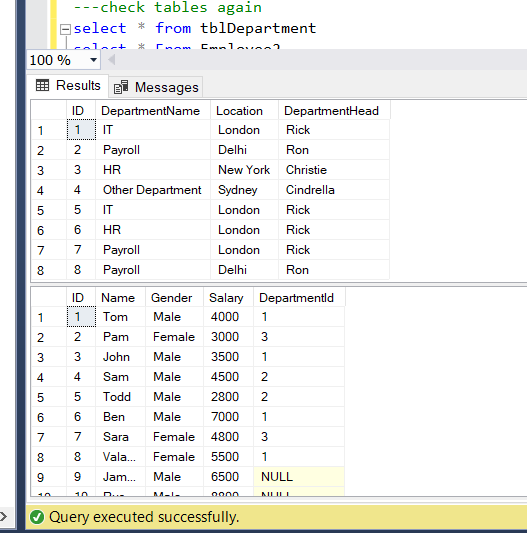 ---check tables again
select * from tblDepartment
select * From Employee2
100 %
Results Messages
ID DepartmentName Location DepartmentHead
1 1 IT London Rick
2 2 Payroll Delhi Ron
3 3 HR New York Christie
4 4 Other Department Sydney Cindrella
5 5 IT London Rick
6 6 HR London Rick
7 7 Payroll London Rick
8 8 Payroll Delhi Ron
ID Name Gender Salary DepartmentId
1 1 Tom Male 4000 1
2 2 Pam Female 3000 3
3 3 John Male 3500 1
4 4 Sam Male 4500 2
5 5 Todd Male 2800 2
6 6 Ben Male 7000 1
7 7 Sara Female 4800 3
8 8 Vala... Female 5500 1
9 9 Jam... Male 6500 NULL
10 10 Male 8800 NULL
Query executed successfully.